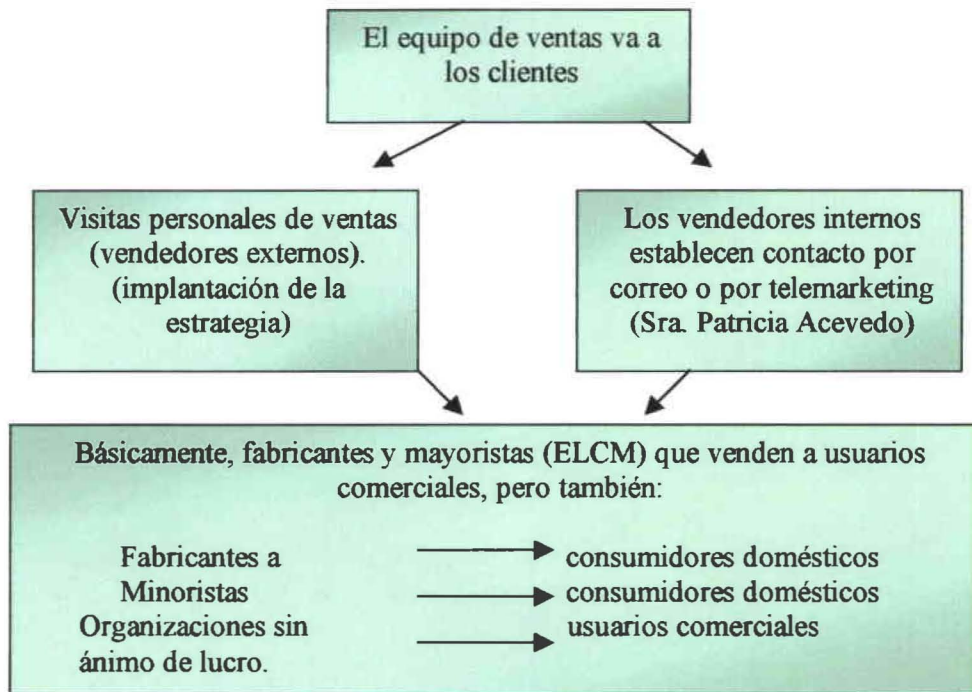 El equipo de ventas va a
los clientes
Visitas personales de ventas
(vendedores externos).
(implantación de la
estrategia)
Los vendedores internos
establecen contacto por
correo o por telemarketing
(Sra. Patricia Acevedo)
Básicamente, fabricantes y mayoristas (ELCM) que venden a usuarios
comerciales, pero también:
Fabricantes a consumidores domésticos
Minoristas consumidores domésticos
Organizaciones sin usuarios comerciales
ánimo de lucro.